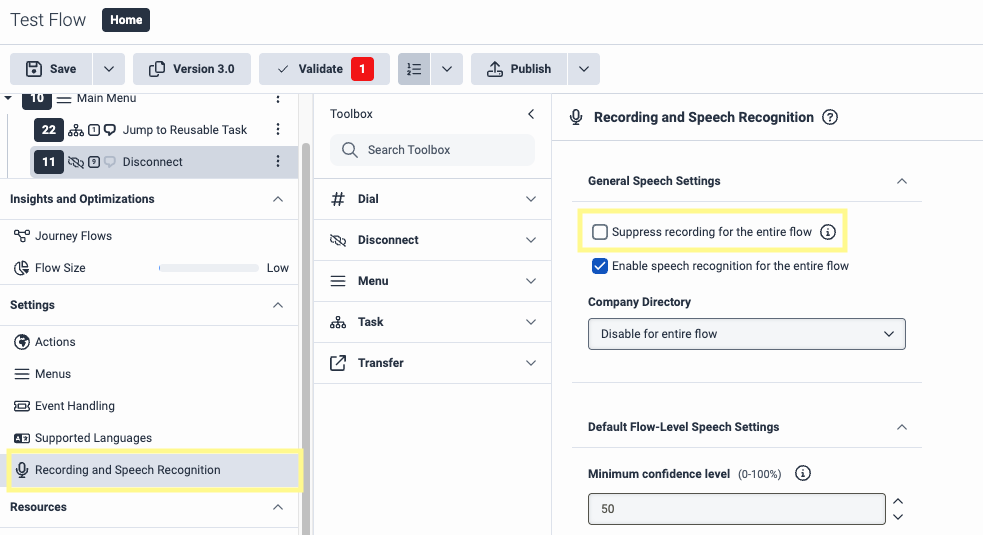 Test Flow Home
Save Version 3.0 Validate 1 Publish
10 Main Menu
22 1 Jump to Reusable Task
11 9 Disconnect
Insights and Optimizations
Journey Flows
Flow Size Low
Settings
Actions
Menus
Event Handling
Supported Languages
Recording and Speech Recognition
Resources
Toolbox
Search Toolbox
Dial
Disconnect
Menu
Task
Transfer
Recording and Speech Recognition
General Speech Settings
Suppress recording for the entire flow
Enable speech recognition for the entire flow
Company Directory
Disable for entire flow
Default Flow-Level Speech Settings
Minimum confidence level (0-100%)
50